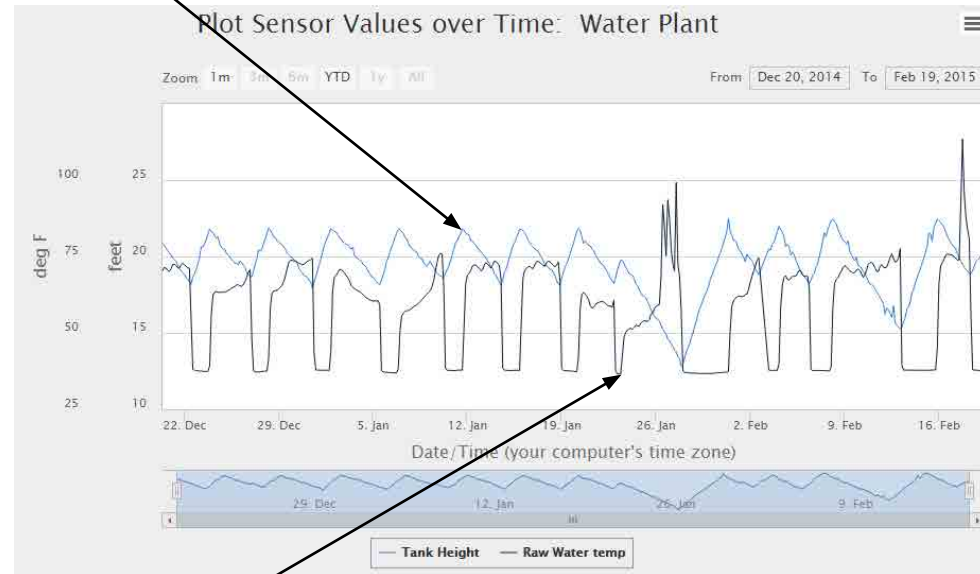 Plot Sensor Values over Time: Water Plant
Zoom 1m 3m 6m YTD 1y All From Dec 20, 2014 To Feb 19, 2015
deg F
feet
100 25
75 20
50 15
25 10
22. Dec 29. Dec 5. Jan 12. Jan 19. Jan 26. Jan 2. Feb 9. Feb 16. Feb
Date/Time (your computer's time zone)
29. Dec 12. Jan 26. Jan 9. Feb
Tank Height Raw Water temp